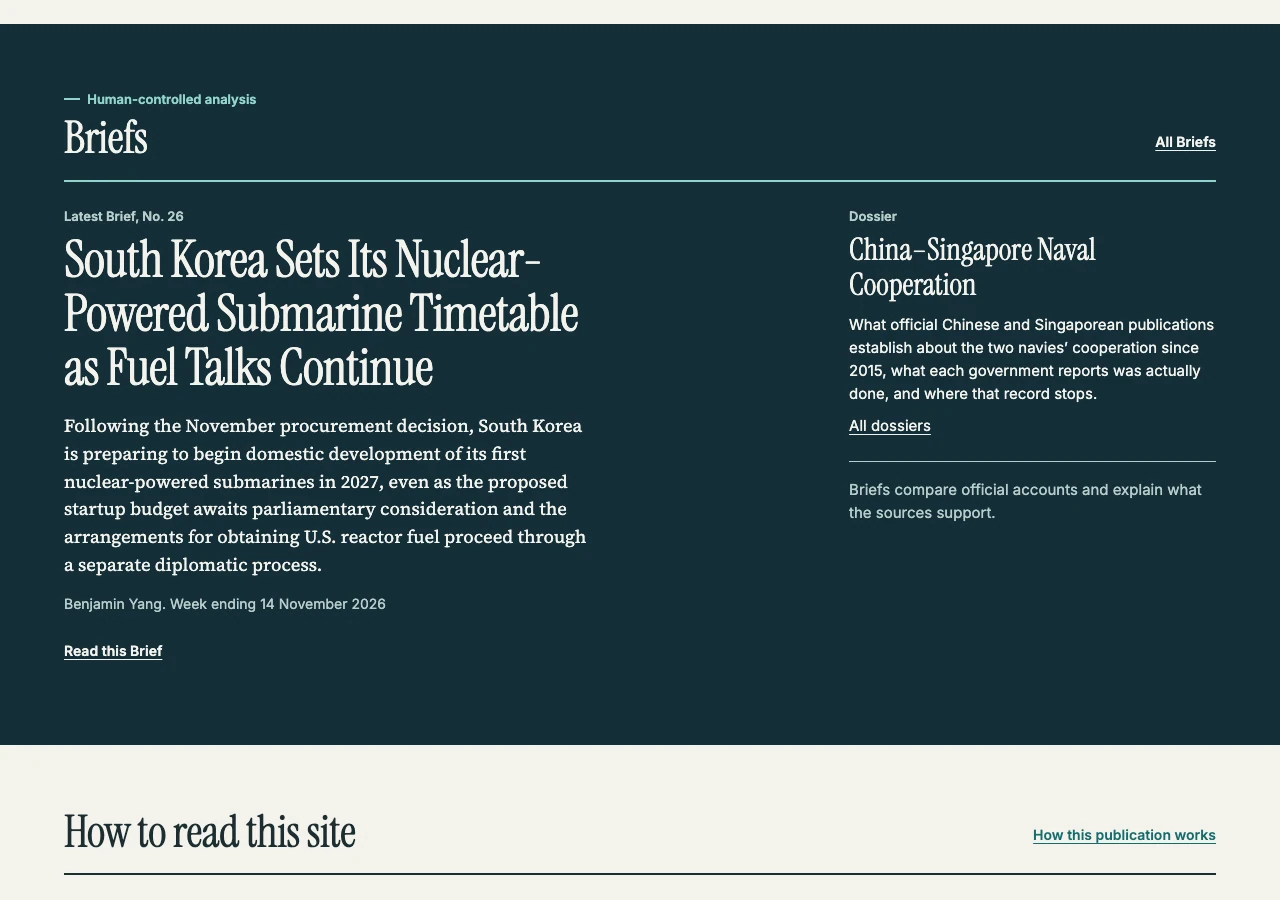 — Human-controlled analysis
Briefs
All Briefs
Latest Brief, No. 26
South Korea Sets Its Nuclear-
Powered Submarine Timetable
as Fuel Talks Continue
Following the November procurement decision, South Korea
is preparing to begin domestic development of its first
nuclear-powered submarines in 2027, even as the proposed
startup budget awaits parliamentary consideration and the
arrangements for obtaining U.S. reactor fuel proceed through
a separate diplomatic process.
Benjamin Yang. Week ending 14 November 2026
Read this Brief
Dossier
China–Singapore Naval
Cooperation
What official Chinese and Singaporean publications
establish about the two navies’ cooperation since
2015, what each government reports was actually
done, and where that record stops.
All dossiers
Briefs compare official accounts and explain what
the sources support.
How to read this site
How this publication works